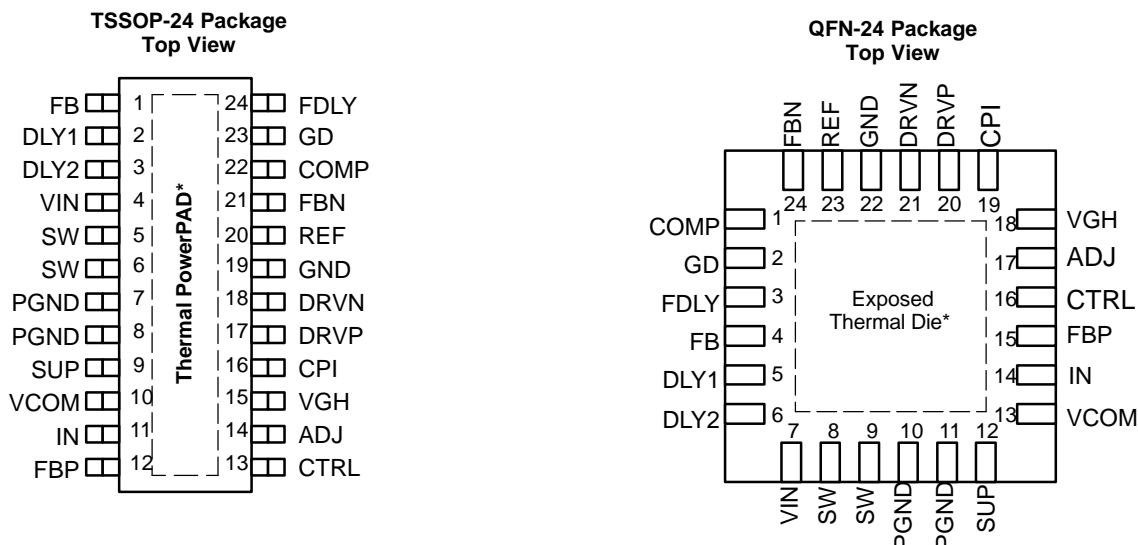 TSSOP-24 Package
Top View
FB 1 24 FDLY
DLY1 2 23 GD
DLY2 3 22 COMP
VIN 4 21 FBN
SW 5 20 REF
SW 6 19 GND
PGND 7 18 DRVN
PGND 8 17 DRVP
SUP 9 16 CPI
VCOM 10 15 VGH
IN 11 14 ADJ
FBP 12 13 CTRL
Thermal PowerPAD*
QFN-24 Package
Top View
FBN REF GND DRVN DRVP CPI
24 23 22 21 20 19
COMP 1 18 VGH
GD 2 17 ADJ
FDLY 3 16 CTRL
FB 4 15 FBP
DLY1 5 14 IN
DLY2 6 13 VCOM
Exposed
Thermal Die*
7 8 9 10 11 12
VIN SW SW PGND PGND SUP